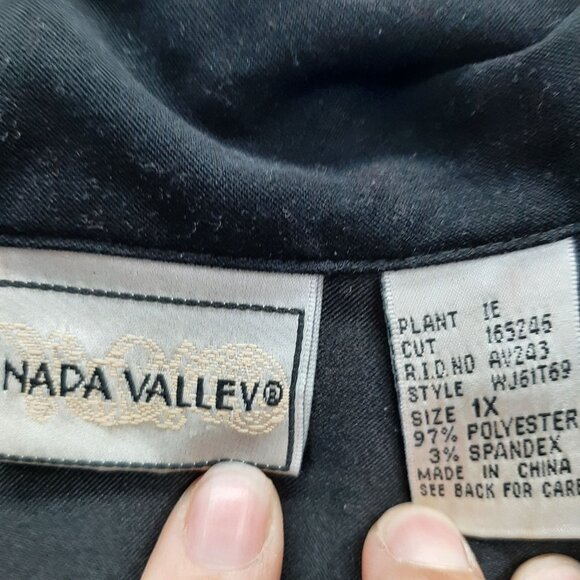 NADA VALLEY®
PLANT IE
CUT 165246
R.I.D.NO AV243
STYLE WJ61T69
SIZE 1X
97% POLYESTER
3% SPANDEX
MADE IN CHINA
SEE BACK FOR CARE